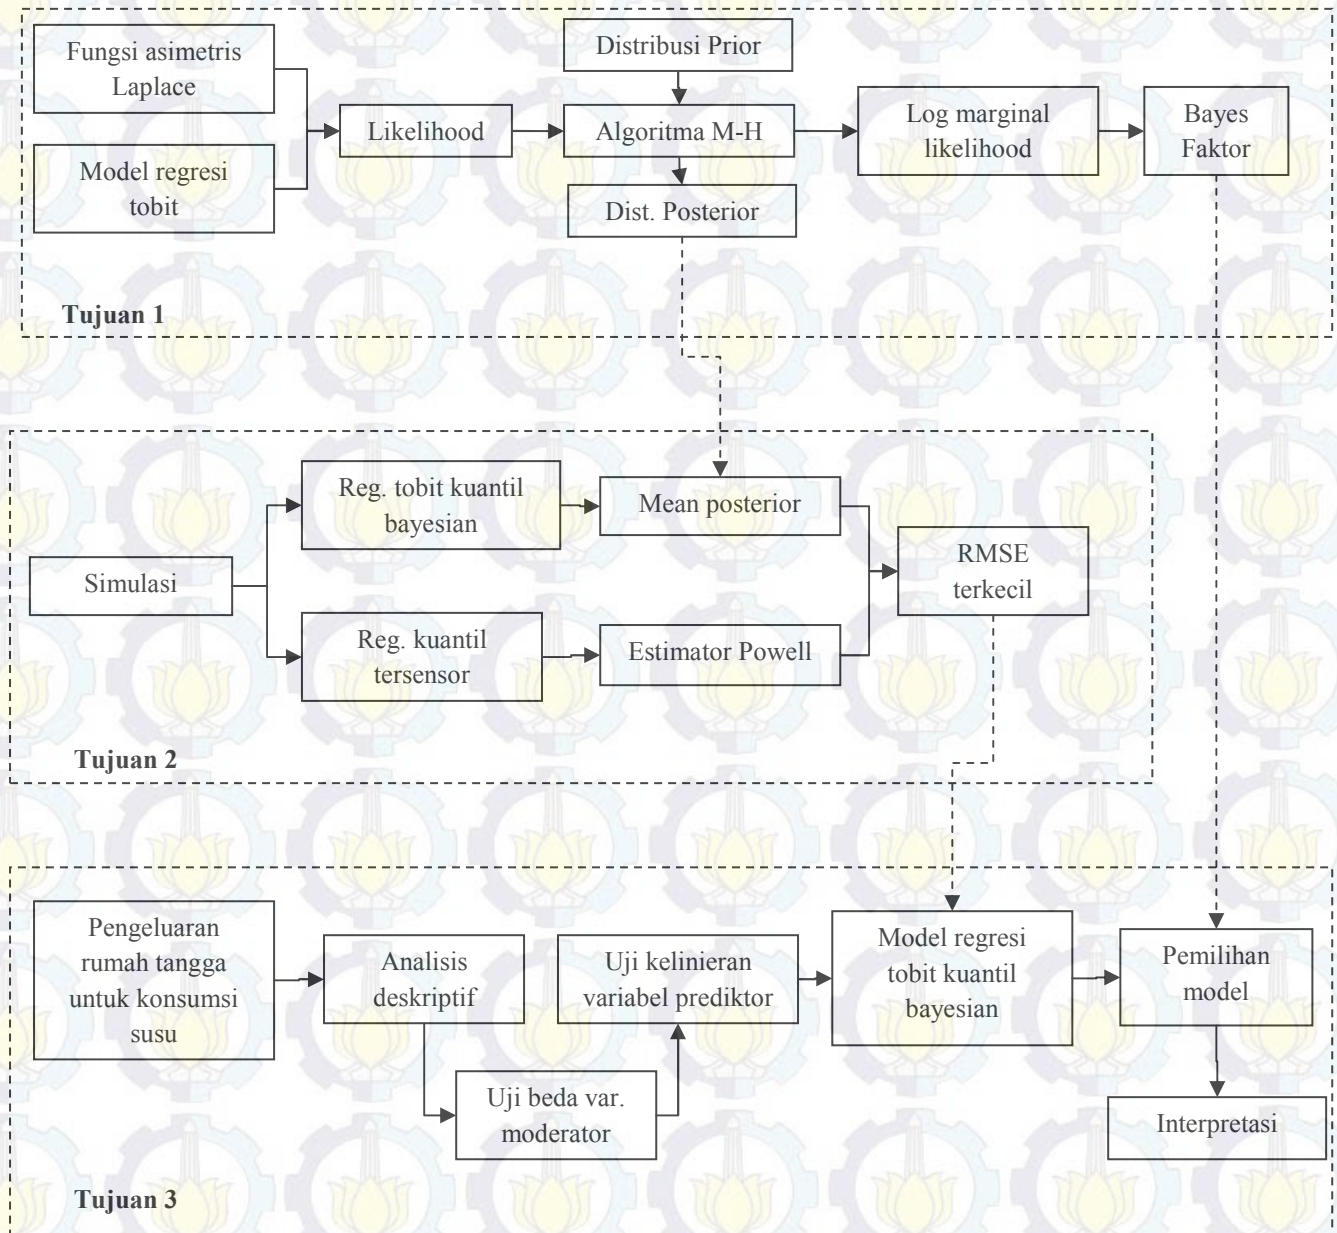 Fungsi asimetris
Laplace
Model regresi
tobit
Likelihood
Distribusi Prior
Algoritma M-H
Dist. Posterior
Log marginal
likelihood
Bayes
Faktor
Tujuan 1
Simulasi
Reg. tobit kuantil
bayesian
Reg. kuantil
tersensor
Mean posterior
Estimator Powell
RMSE
terkecil
Tujuan 2
Pengeluaran
rumah tangga
untuk konsumsi
susu
Analisis
deskriptif
Uji beda var.
moderator
Uji kelinieran
variabel prediktor
Model regresi
tobit kuantil
bayesian
Pemilihan
model
Interpretasi
Tujuan 3